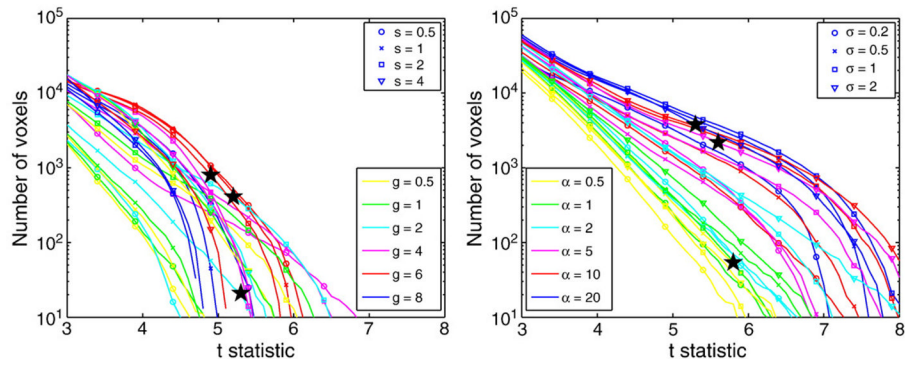 Number of voxels
10^5
10^4
10^3
10^2
10^1
3 4 5 6 7 8
t statistic
s = 0.5
s = 1
s = 2
s = 4
g = 0.5
g = 1
g = 2
g = 4
g = 6
g = 8
Number of voxels
10^5
10^4
10^3
10^2
10^1
3 4 5 6 7 8
t statistic
σ = 0.2
σ = 0.5
σ = 1
σ = 2
α = 0.5
α = 1
α = 2
α = 5
α = 10
α = 20